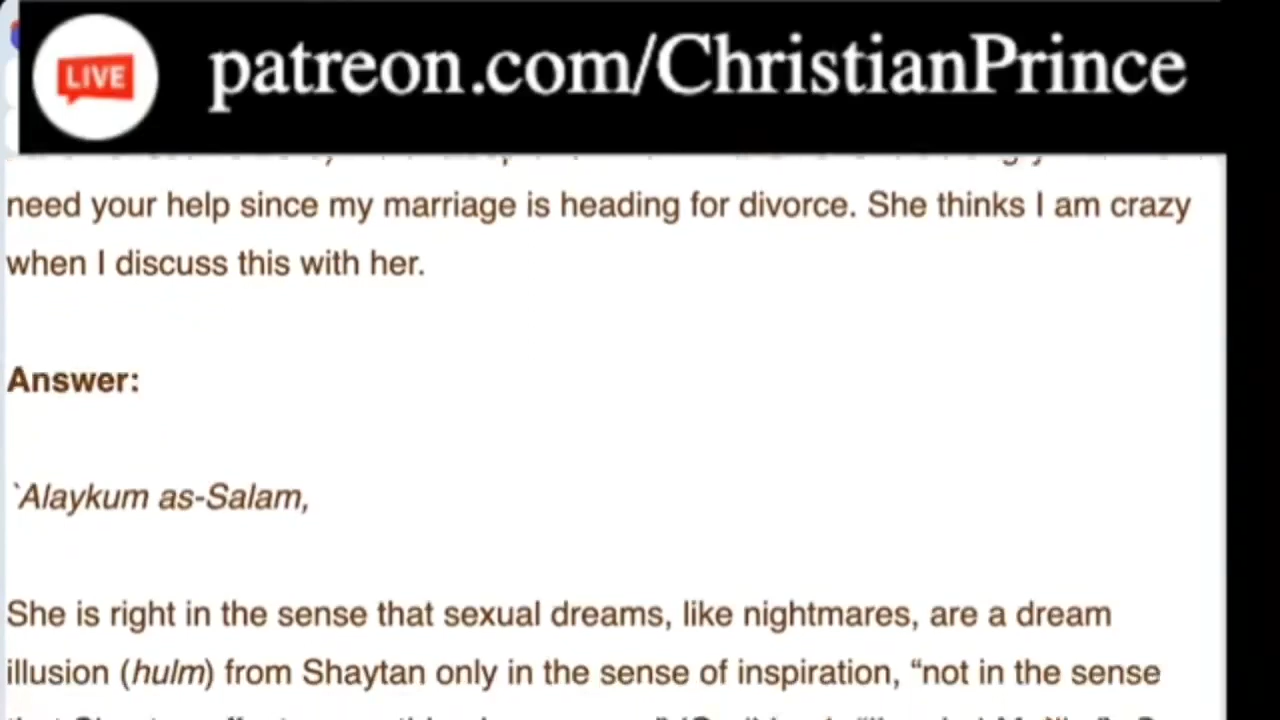 LIVE
patreon.com/ChristianPrince
need your help since my marriage is heading for divorce. She thinks I am crazy
when I discuss this with her.
Answer:
`Alaykum as-Salam,
She is right in the sense that sexual dreams, like nightmares, are a dream
illusion (hulm) from Shaytan only in the sense of inspiration, “not in the sense